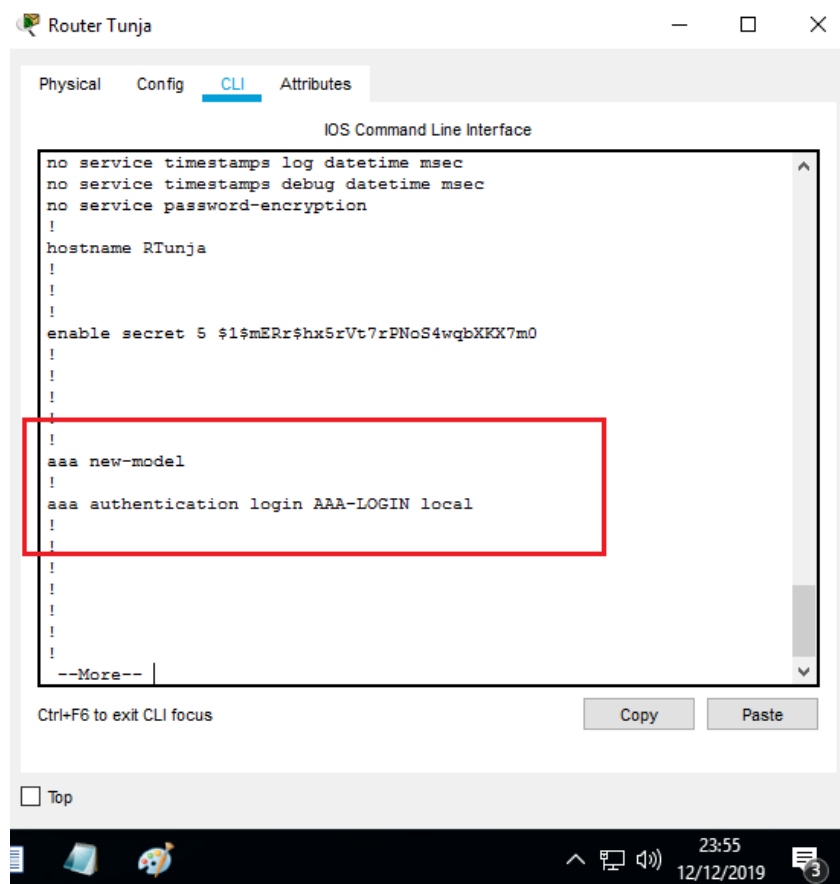 Router Tunja
Physical Config CLI Attributes
IOS Command Line Interface
no service timestamps log datetime msec
no service timestamps debug datetime msec
no service password-encryption
!
hostname RTunja
!
!
!
enable secret 5 $1$mERr$hx5rVt7rPNoS4wqbXKX7m0
!
!
!
!
!
aaa new-model
!
aaa authentication login AAA-LOGIN local
!
!
!
!
!
!
!
--More--
Ctrl+F6 to exit CLI focus
Copy Paste
Top
23:55
12/12/2019
3